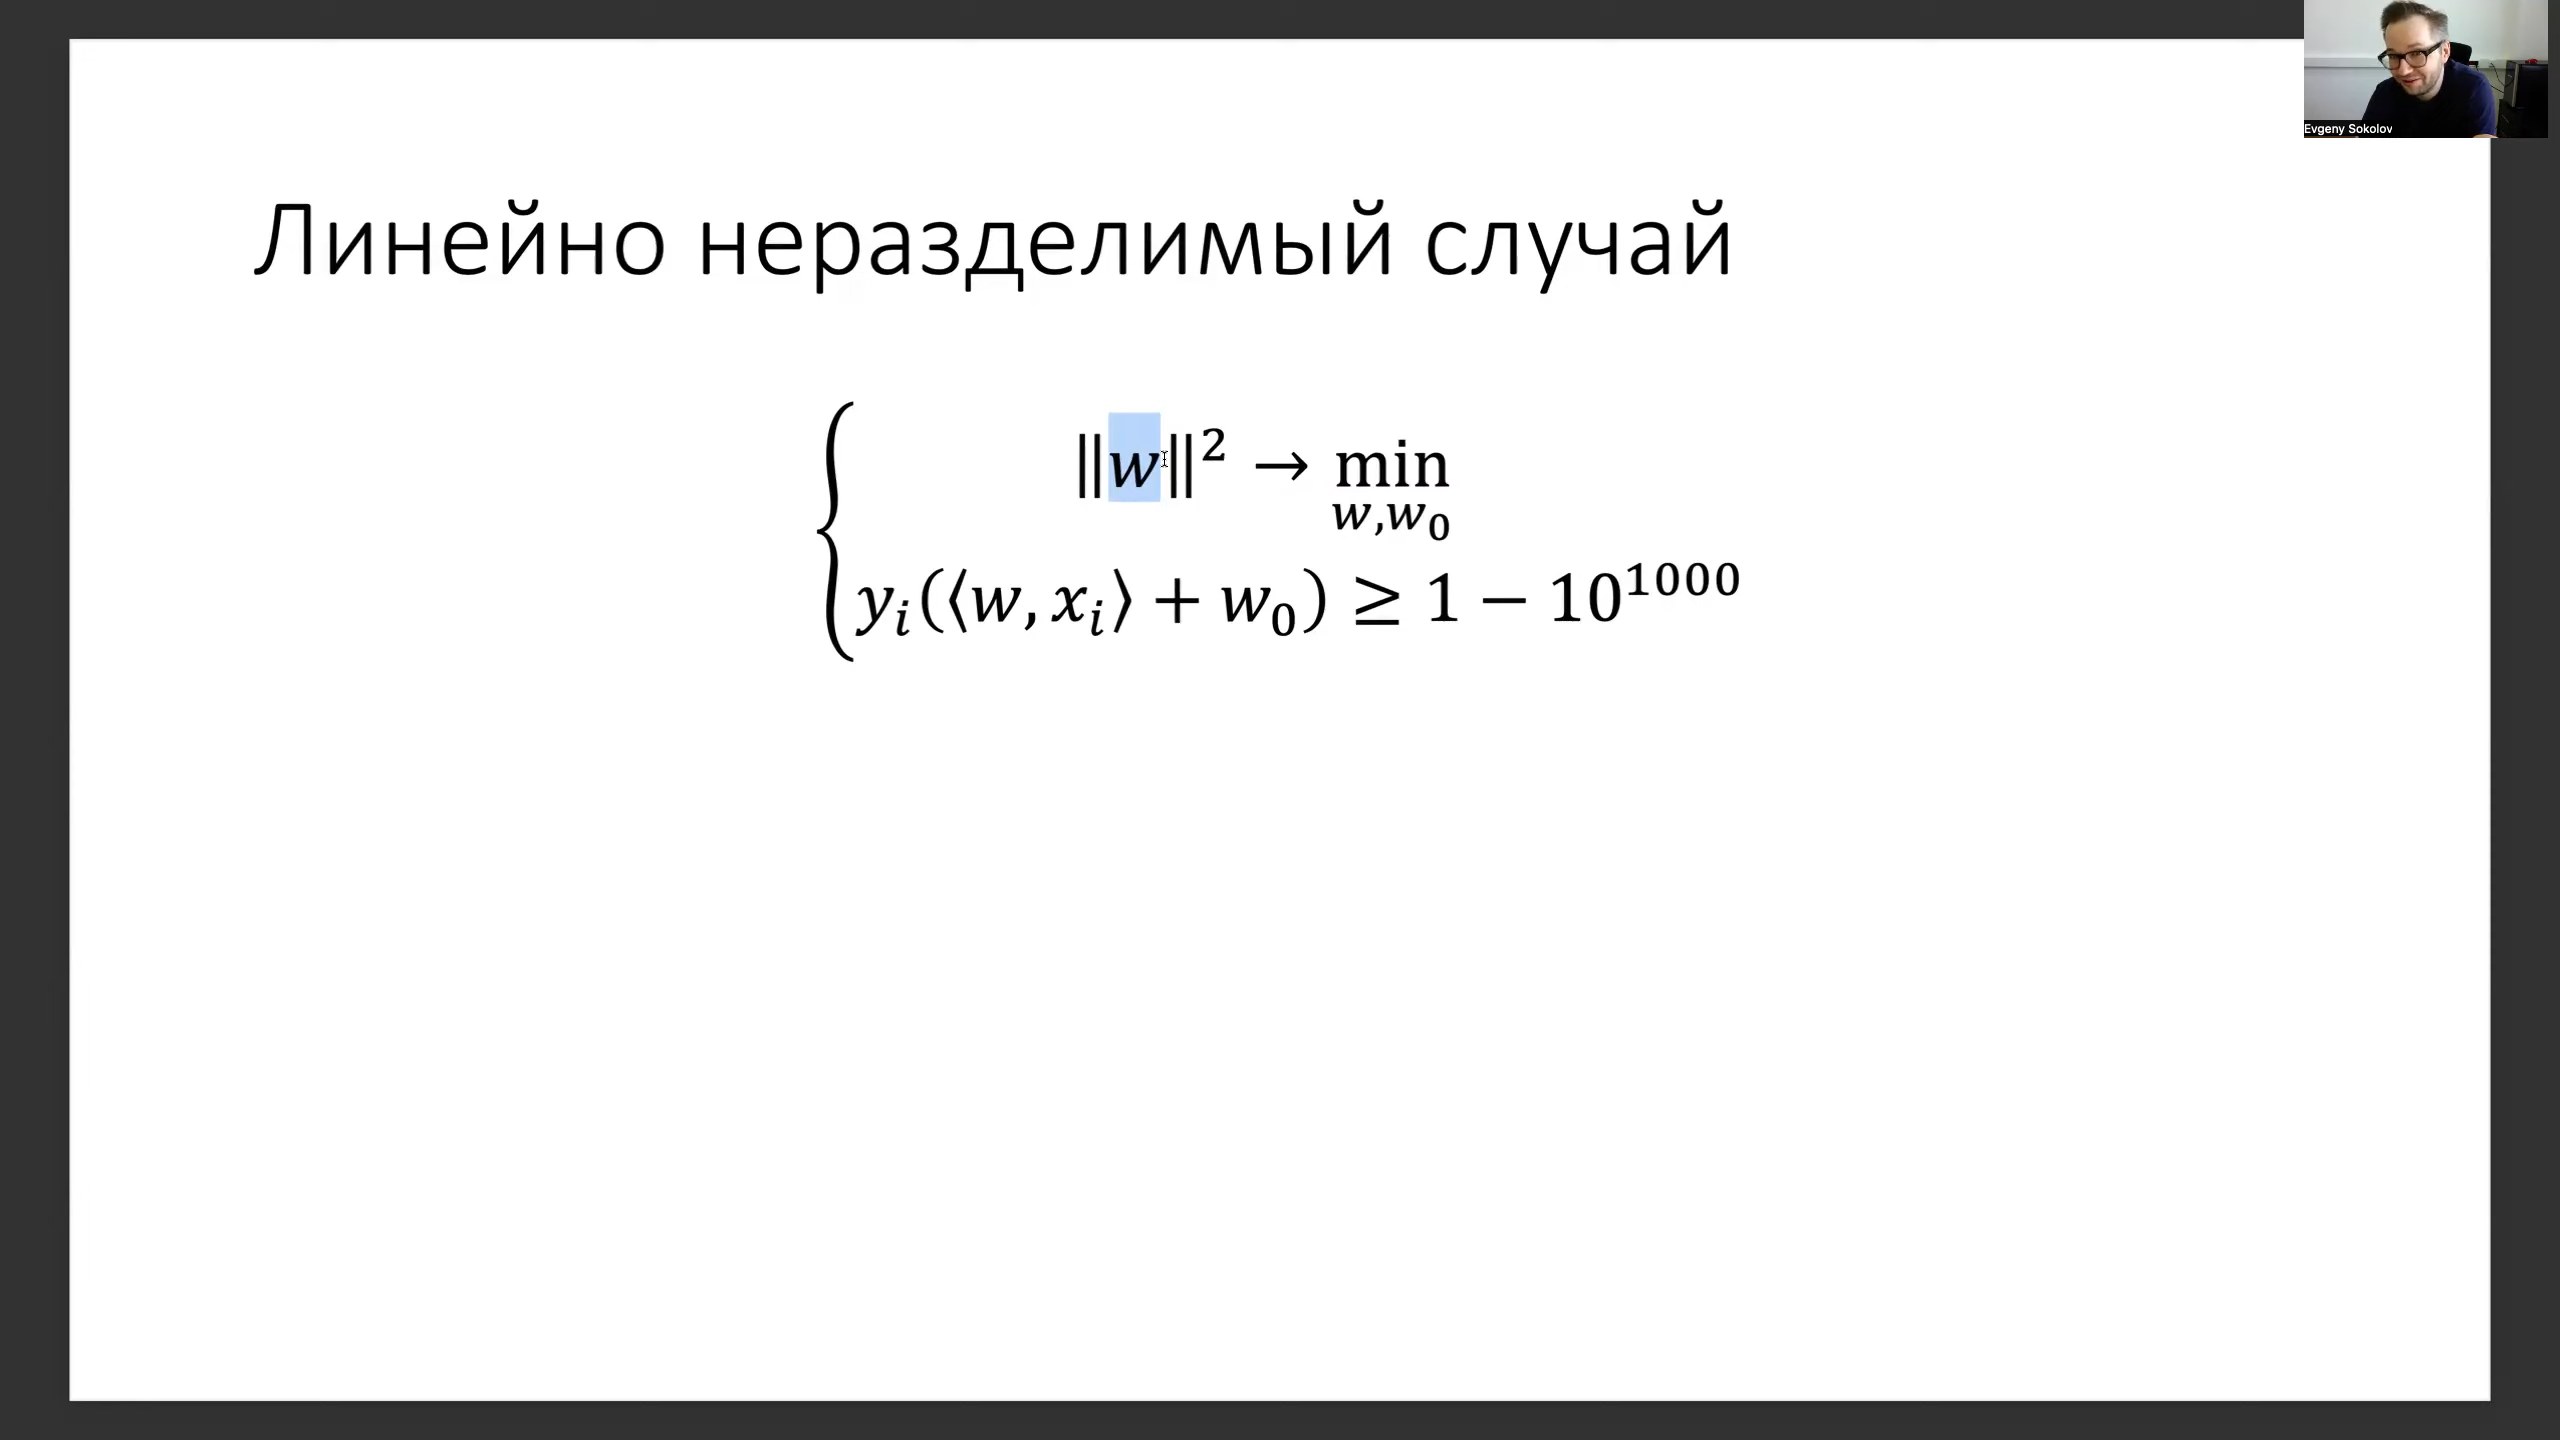 Evgeny Sokolov
Линейно неразделимый случай
‖w‖² → min
w,w₀
yᵢ(⟨w, xᵢ⟩ + w₀) ≥ 1 − 10¹⁰⁰⁰